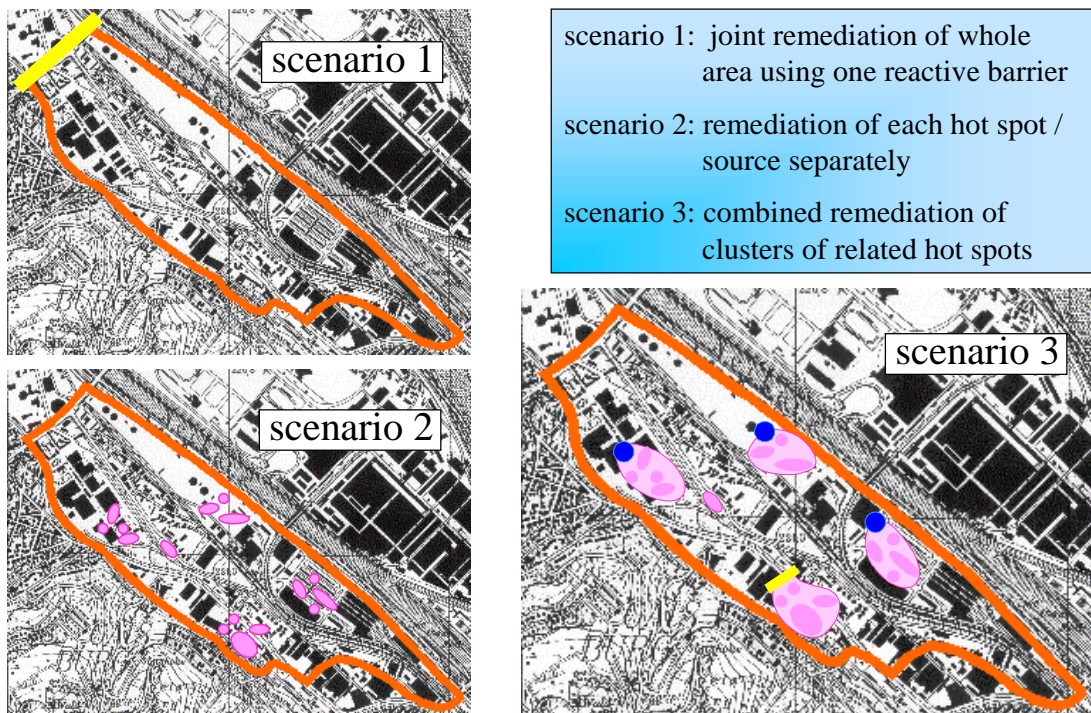 scenario 1
scenario 1: joint remediation of whole
area using one reactive barrier
scenario 2: remediation of each hot spot /
source separately
scenario 3: combined remediation of
clusters of related hot spots
scenario 2
scenario 3